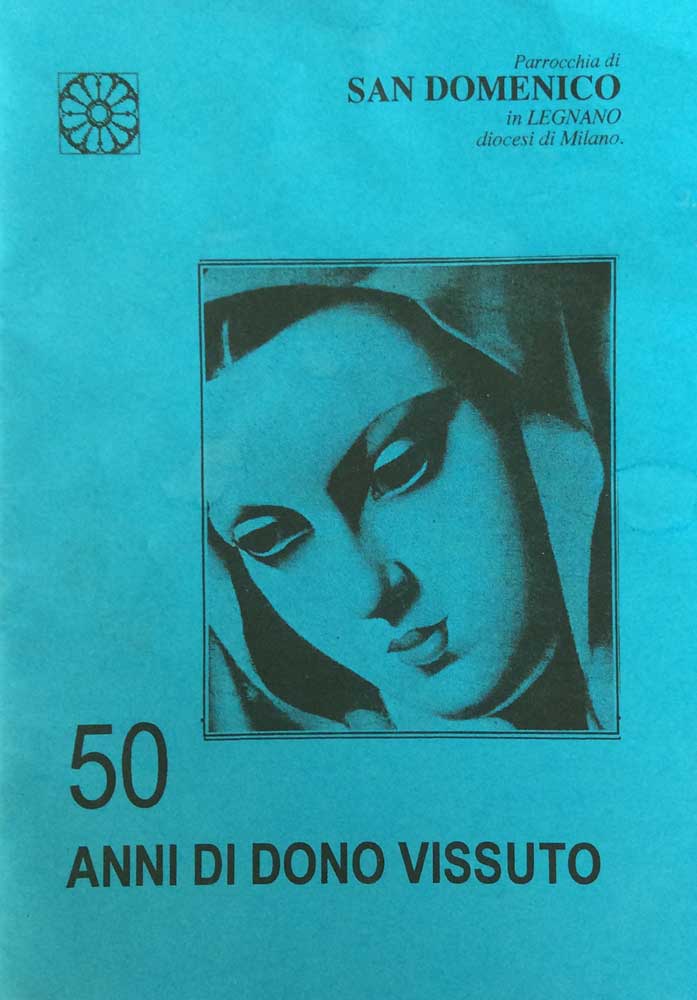 Parrocchia di
SAN DOMENICO
in LEGNANO
diocesi di Milano.
50
ANNI DI DONO VISSUTO